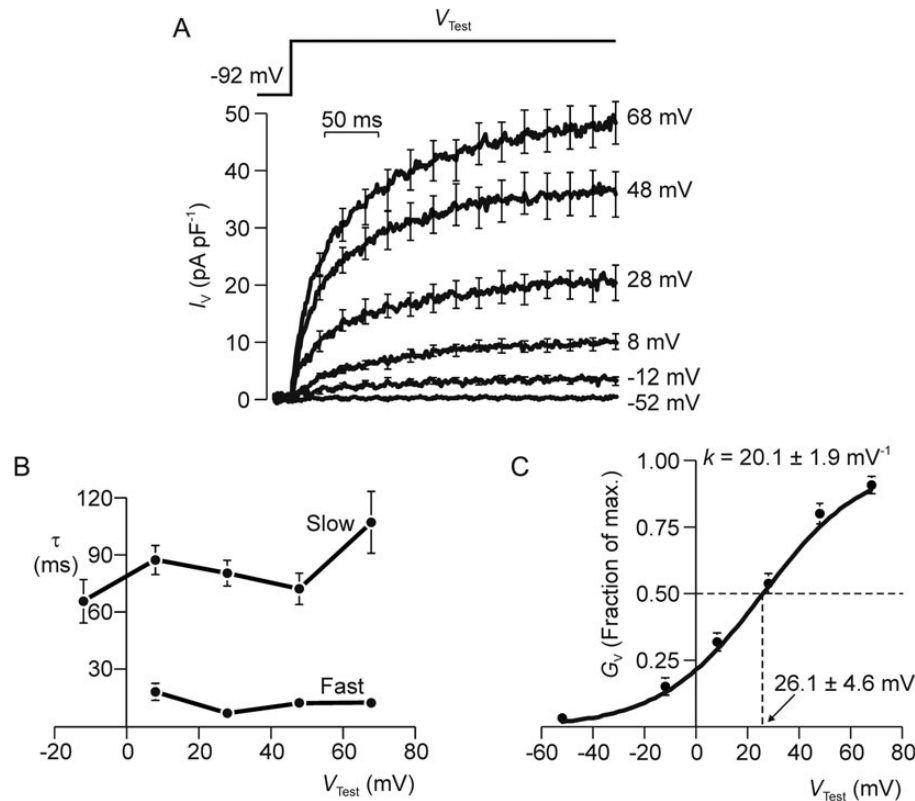 A
V_Test
-92 mV
50 ms
50
40
30
20
10
0
I_V (pA pF⁻¹)
68 mV
48 mV
28 mV
8 mV
-12 mV
-52 mV
B
120
90
60
30
τ
(ms)
Slow
Fast
-20 0 20 40 60 80
V_Test (mV)
C
k = 20.1 ± 1.9 mV⁻¹
1.00
0.75
0.50
0.25
G_V (Fraction of max.)
26.1 ± 4.6 mV
-60 -40 -20 0 20 40 60 80
V_Test (mV)